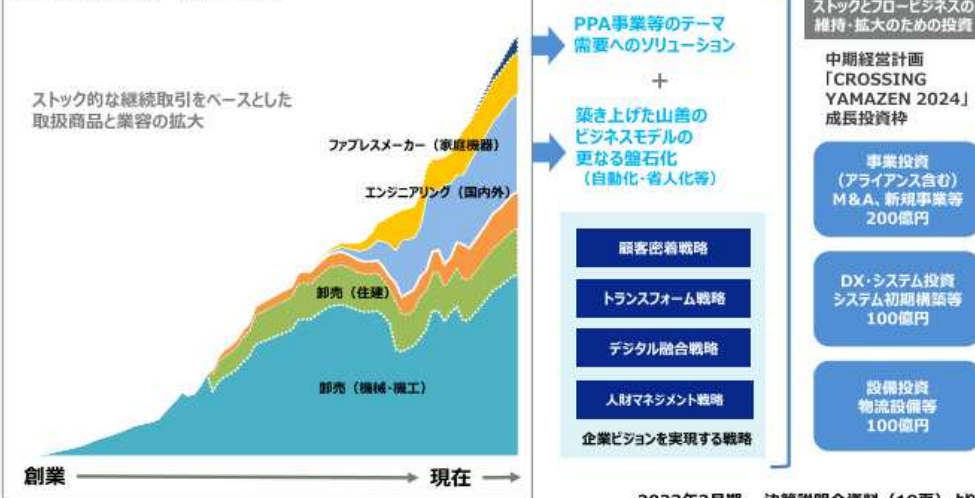 ストック的な継続取引をベースとした
取扱商品と業容の拡大
ファブレスメーカー（家庭機器）
エンジニアリング（国内外）
卸売（住建）
卸売（機械・機工）
創業
現在
PPA事業等のテーマ
需要へのソリューション
+
築き上げた山善の
ビジネスモデルの
更なる盤石化
（自動化・省人化等）
顧客密着戦略
トランスフォーム戦略
デジタル融合戦略
人財マネジメント戦略
企業ビジョンを実現する戦略
ストックとフロービジネスの
維持・拡大のための投資
中期経営計画
「CROSSING
YAMAZEN 2024」
成長投資枠
事業投資
（アライアンス含む）
M&A、新規事業等
200億円
DX・システム投資
システム初期構築等
100億円
設備投資
物流設備等
100億円